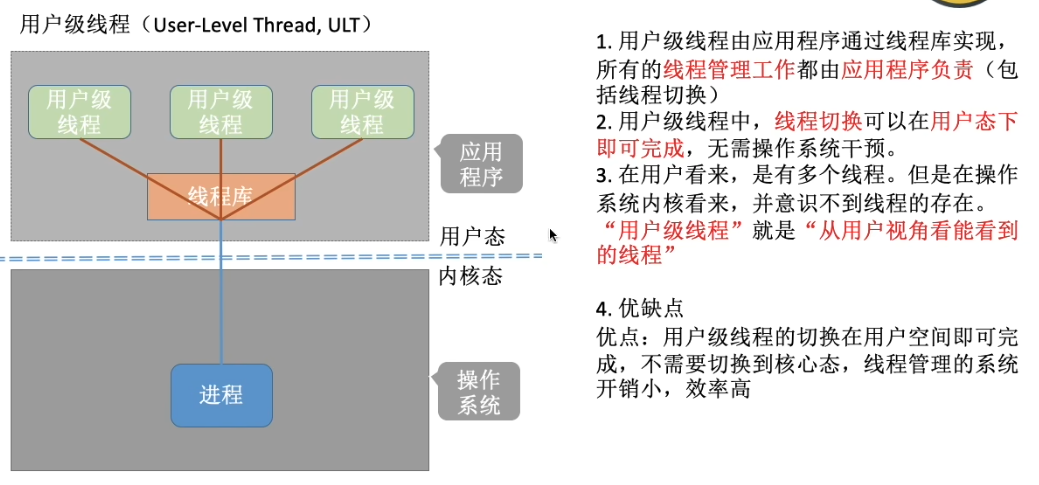 用户级线程（User-Level Thread, ULT）
用户级
线程
用户级
线程
用户级
线程
线程库
应用
程序
用户态
内核态
进程
操作
系统
1. 用户级线程由应用程序通过线程库实现，
所有的线程管理工作都由应用程序负责（包
括线程切换）
2. 用户级线程中，线程切换可以在用户态下
即可完成，无需操作系统干预。
3. 在用户看来，是有多个线程。但是在操作
系统内核看来，并意识不到线程的存在。
“用户级线程”就是“从用户视角看能看到
的线程”
4. 优缺点
优点：用户级线程的切换在用户空间即可完
成，不需要切换到核心态，线程管理的系统
开销小，效率高